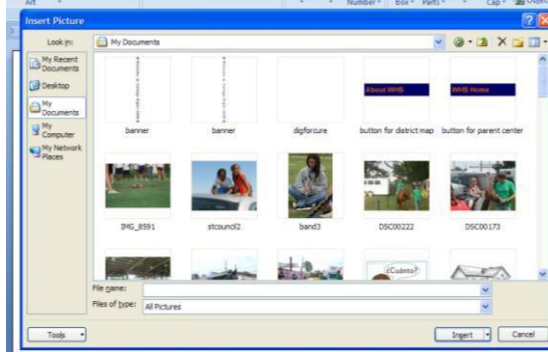 Art
Number
Box
Parts
Cap
Object
Insert Picture
Look in:
My Documents
My Recent
Documents
Desktop
My
Documents
My
Computer
My Network
Places
About WHS
WHS Home
banner
banner
digforcure
button for district map
button for parent center
IMG_8591
stcouncil2
band3
DSC00222
DSC00173
¿Cuánto?
File name:
Files of type:
All Pictures
Tools
Insert
Cancel